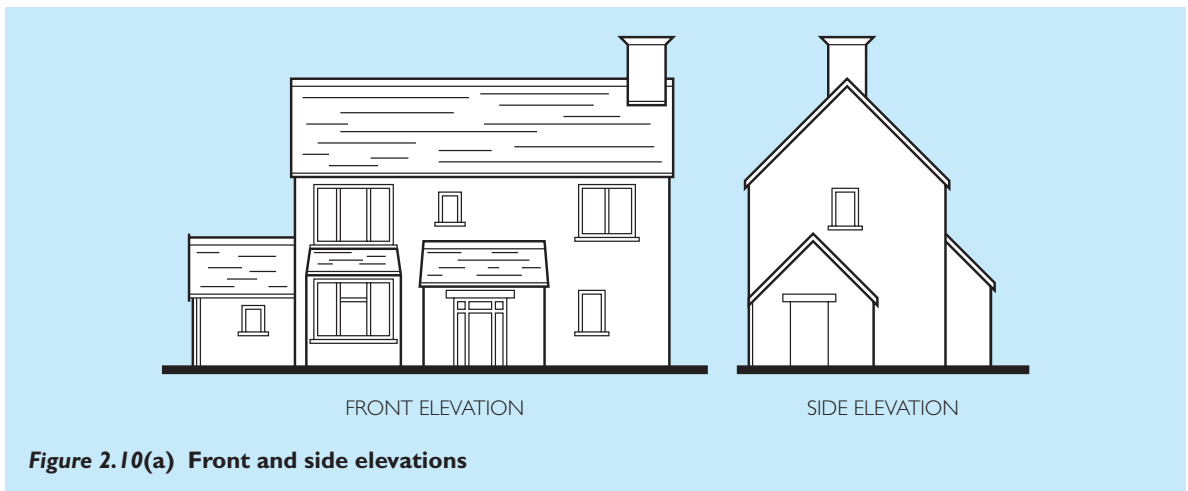 FRONT ELEVATION
SIDE ELEVATION
Figure 2.10(a) Front and side elevations